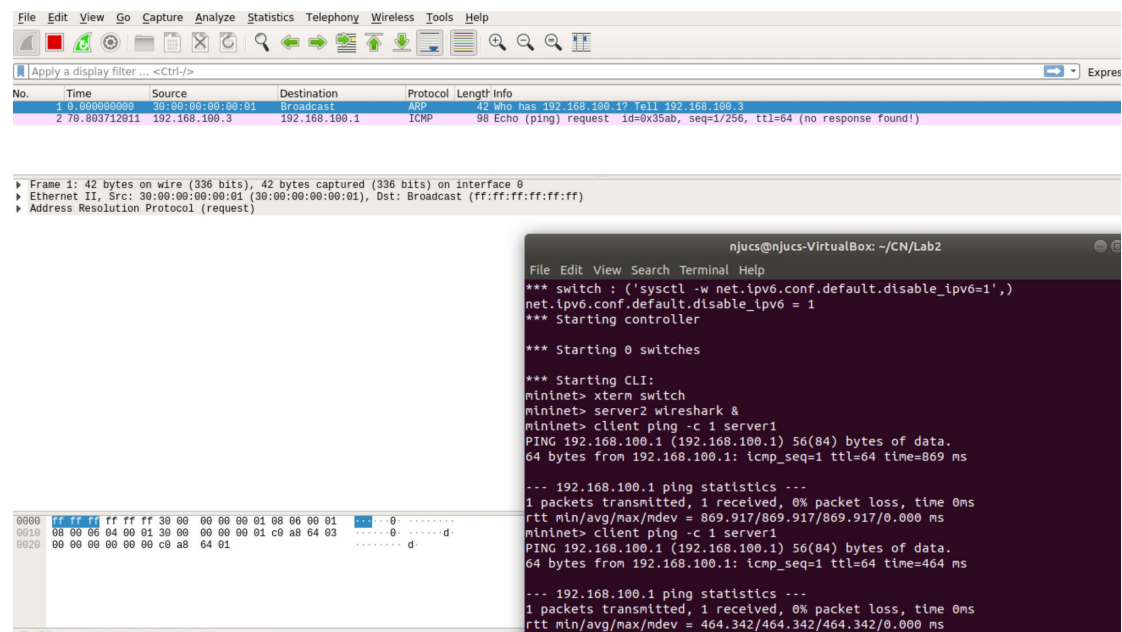 File Edit View Go Capture Analyze Statistics Telephony Wireless Tools Help
Apply a display filter ... <Ctrl-/>
Expres
No. Time Source Destination Protocol Length Info
1 0.000000000 30:00:00:00:00:01 Broadcast ARP 42 Who has 192.168.100.1? Tell 192.168.100.3
2 70.803712011 192.168.100.3 192.168.100.1 ICMP 98 Echo (ping) request id=0x35ab, seq=1/256, ttl=64 (no response found!)
Frame 1: 42 bytes on wire (336 bits), 42 bytes captured (336 bits) on interface 0
Ethernet II, Src: 30:00:00:00:00:01 (30:00:00:00:00:01), Dst: Broadcast (ff:ff:ff:ff:ff:ff)
Address Resolution Protocol (request)
0000 ff ff ff ff ff ff 30 00 00 00 00 01 08 06 00 01 ······0· ········
0010 08 00 06 04 00 01 30 00 00 00 00 01 c0 a8 64 03 ······0· ······d·
0020 00 00 00 00 00 00 c0 a8 64 01 ········ d·
njucs@njucs-VirtualBox: ~/CN/Lab2
File Edit View Search Terminal Help
*** switch : ('sysctl -w net.ipv6.conf.default.disable_ipv6=1',)
net.ipv6.conf.default.disable_ipv6 = 1
*** Starting controller
*** Starting 0 switches
*** Starting CLI:
mininet> xterm switch
mininet> server2 wireshark &
mininet> client ping -c 1 server1
PING 192.168.100.1 (192.168.100.1) 56(84) bytes of data.
64 bytes from 192.168.100.1: icmp_seq=1 ttl=64 time=869 ms
--- 192.168.100.1 ping statistics ---
1 packets transmitted, 1 received, 0% packet loss, time 0ms
rtt min/avg/max/mdev = 869.917/869.917/869.917/0.000 ms
mininet> client ping -c 1 server1
PING 192.168.100.1 (192.168.100.1) 56(84) bytes of data.
64 bytes from 192.168.100.1: icmp_seq=1 ttl=64 time=464 ms
--- 192.168.100.1 ping statistics ---
1 packets transmitted, 1 received, 0% packet loss, time 0ms
rtt min/avg/max/mdev = 464.342/464.342/464.342/0.000 ms